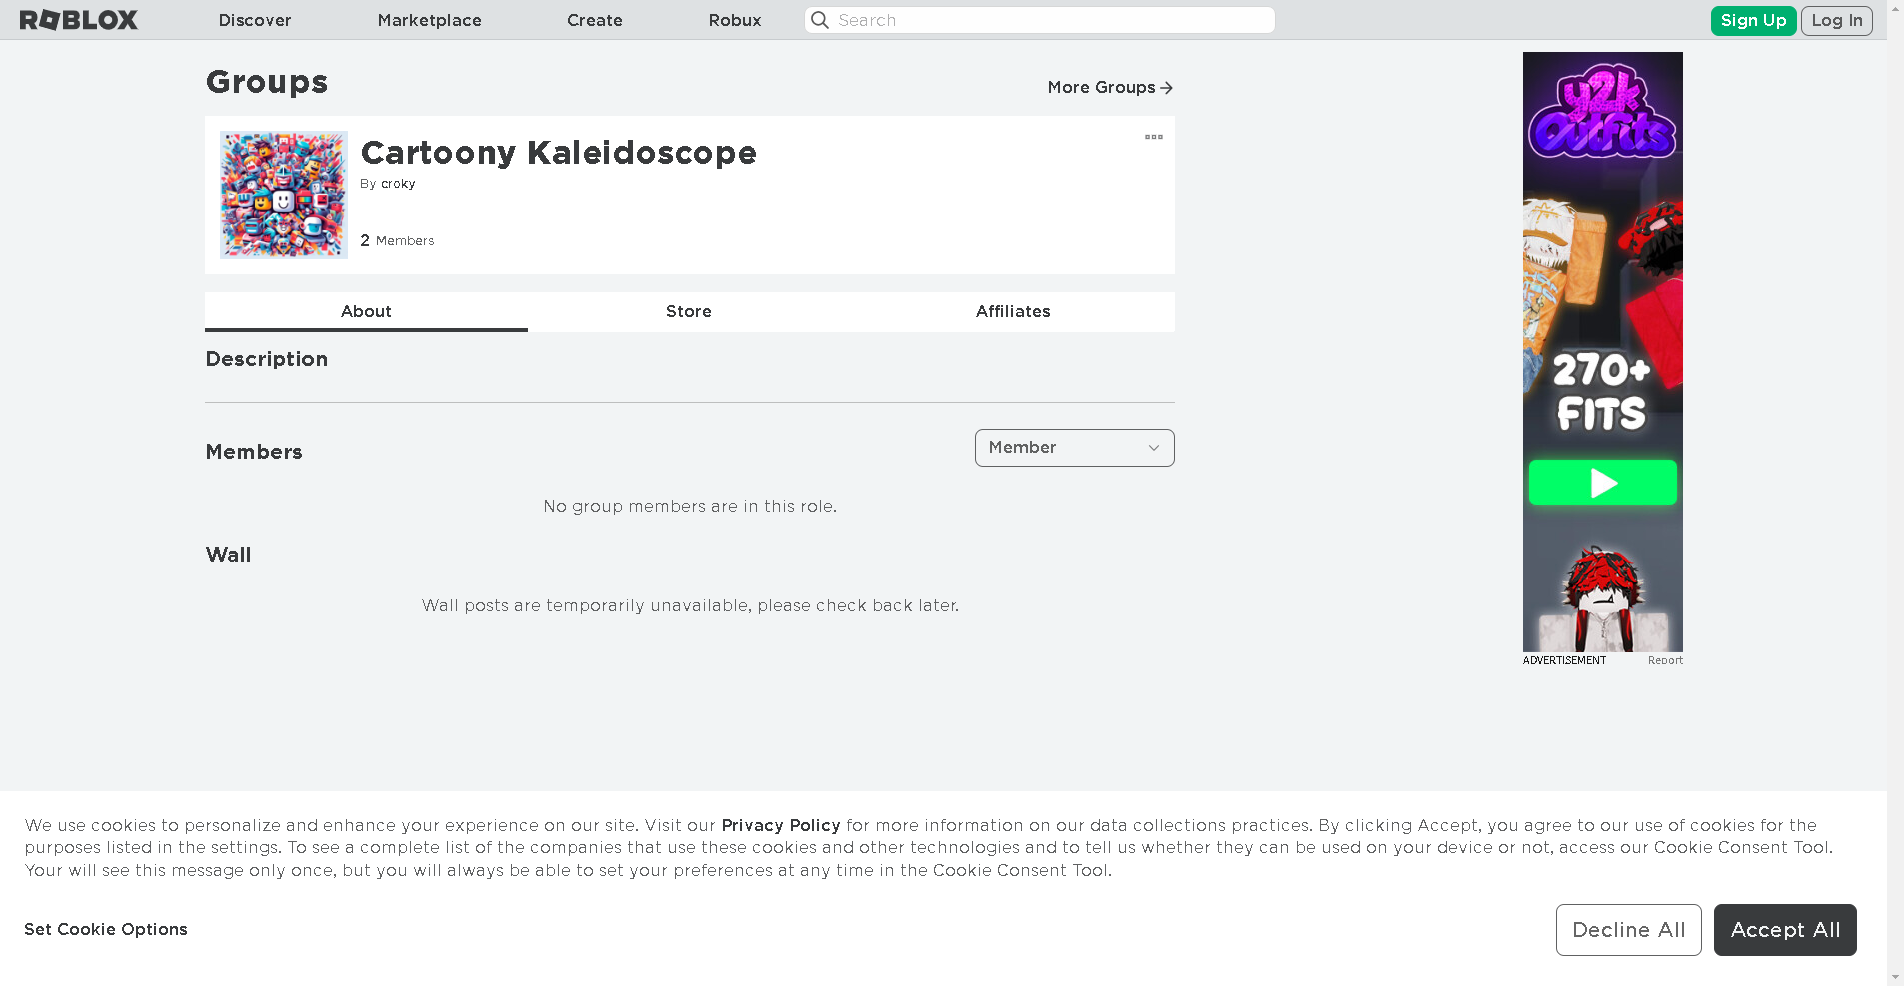 ROBLOX
Discover
Marketplace
Create
Robux
Search
Sign Up
Log In
Groups
More Groups
Cartoony Kaleidoscope
By croky
2 Members
About
Store
Affiliates
Description
Members
Member
No group members are in this role.
Wall
Wall posts are temporarily unavailable, please check back later.
y2k
Outfits
270+
FITS
ADVERTISEMENT
Report
We use cookies to personalize and enhance your experience on our site. Visit our Privacy Policy for more information on our data collections practices. By clicking Accept, you agree to our use of cookies for the
purposes listed in the settings. To see a complete list of the companies that use these cookies and other technologies and to tell us whether they can be used on your device or not, access our Cookie Consent Tool.
Your will see this message only once, but you will always be able to set your preferences at any time in the Cookie Consent Tool.
Set Cookie Options
Decline All
Accept All